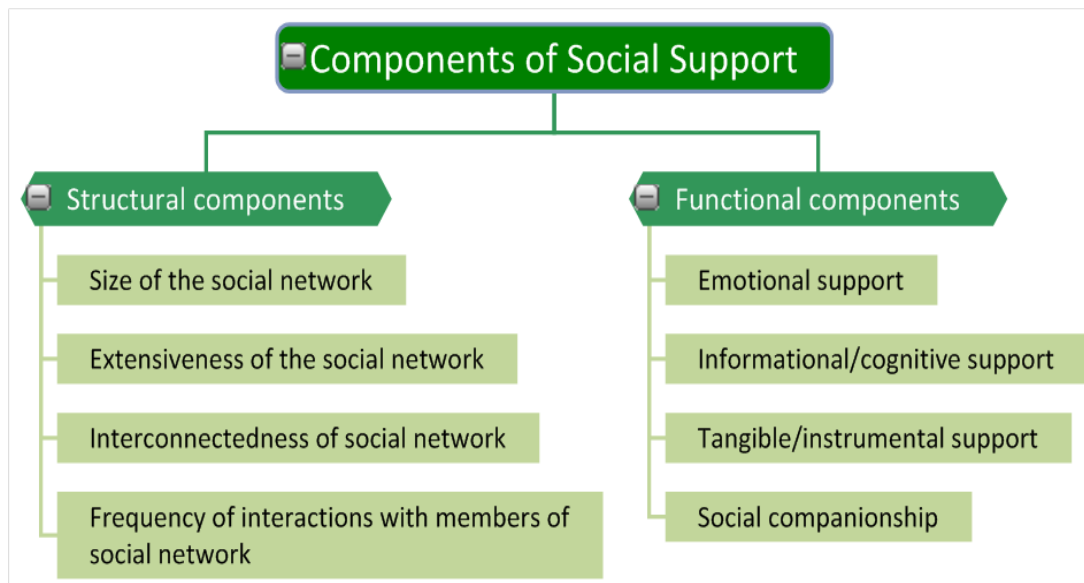 Components of Social Support
Structural components
Size of the social network
Extensiveness of the social network
Interconnectedness of social network
Frequency of interactions with members of
social network
Functional components
Emotional support
Informational/cognitive support
Tangible/instrumental support
Social companionship